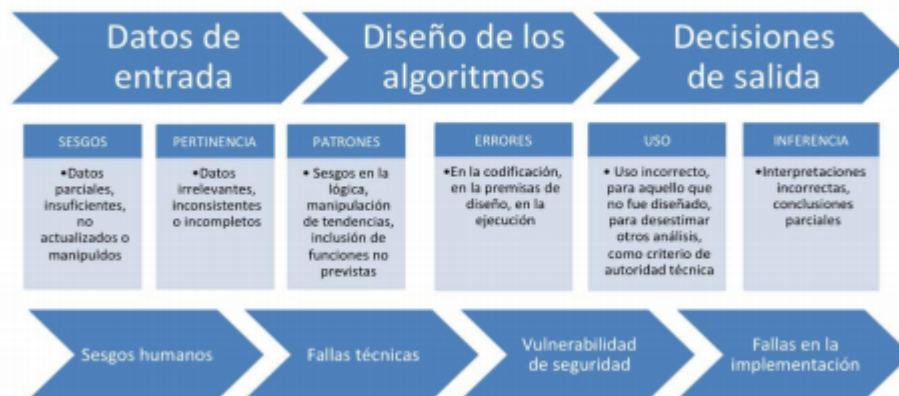 Datos de
entrada
Diseño de los
algoritmos
Decisiones
de salida
SESGOS
•Datos
parciales,
insuficientes,
no
actualizados o
manipuldos
PERTINENCIA
•Datos
irrelevantes,
inconsistentes
o incompletos
PATRONES
• Sesgos en la
lógica,
manipulación
de tendencias,
inclusión de
funciones no
previstas
ERRORES
•En la codificación,
en la premisas de
diseño, en la
ejecución
USO
• Uso incorrecto,
para aquello que
no fue diseñado,
para desestimar
otros análisis,
como criterio de
autoridad técnica
INFERENCIA
•Interpretaciones
incorrectas,
conclusiones
parciales
Sesgos humanos
Fallas técnicas
Vulnerabilidad
de seguridad
Fallas en la
implementación